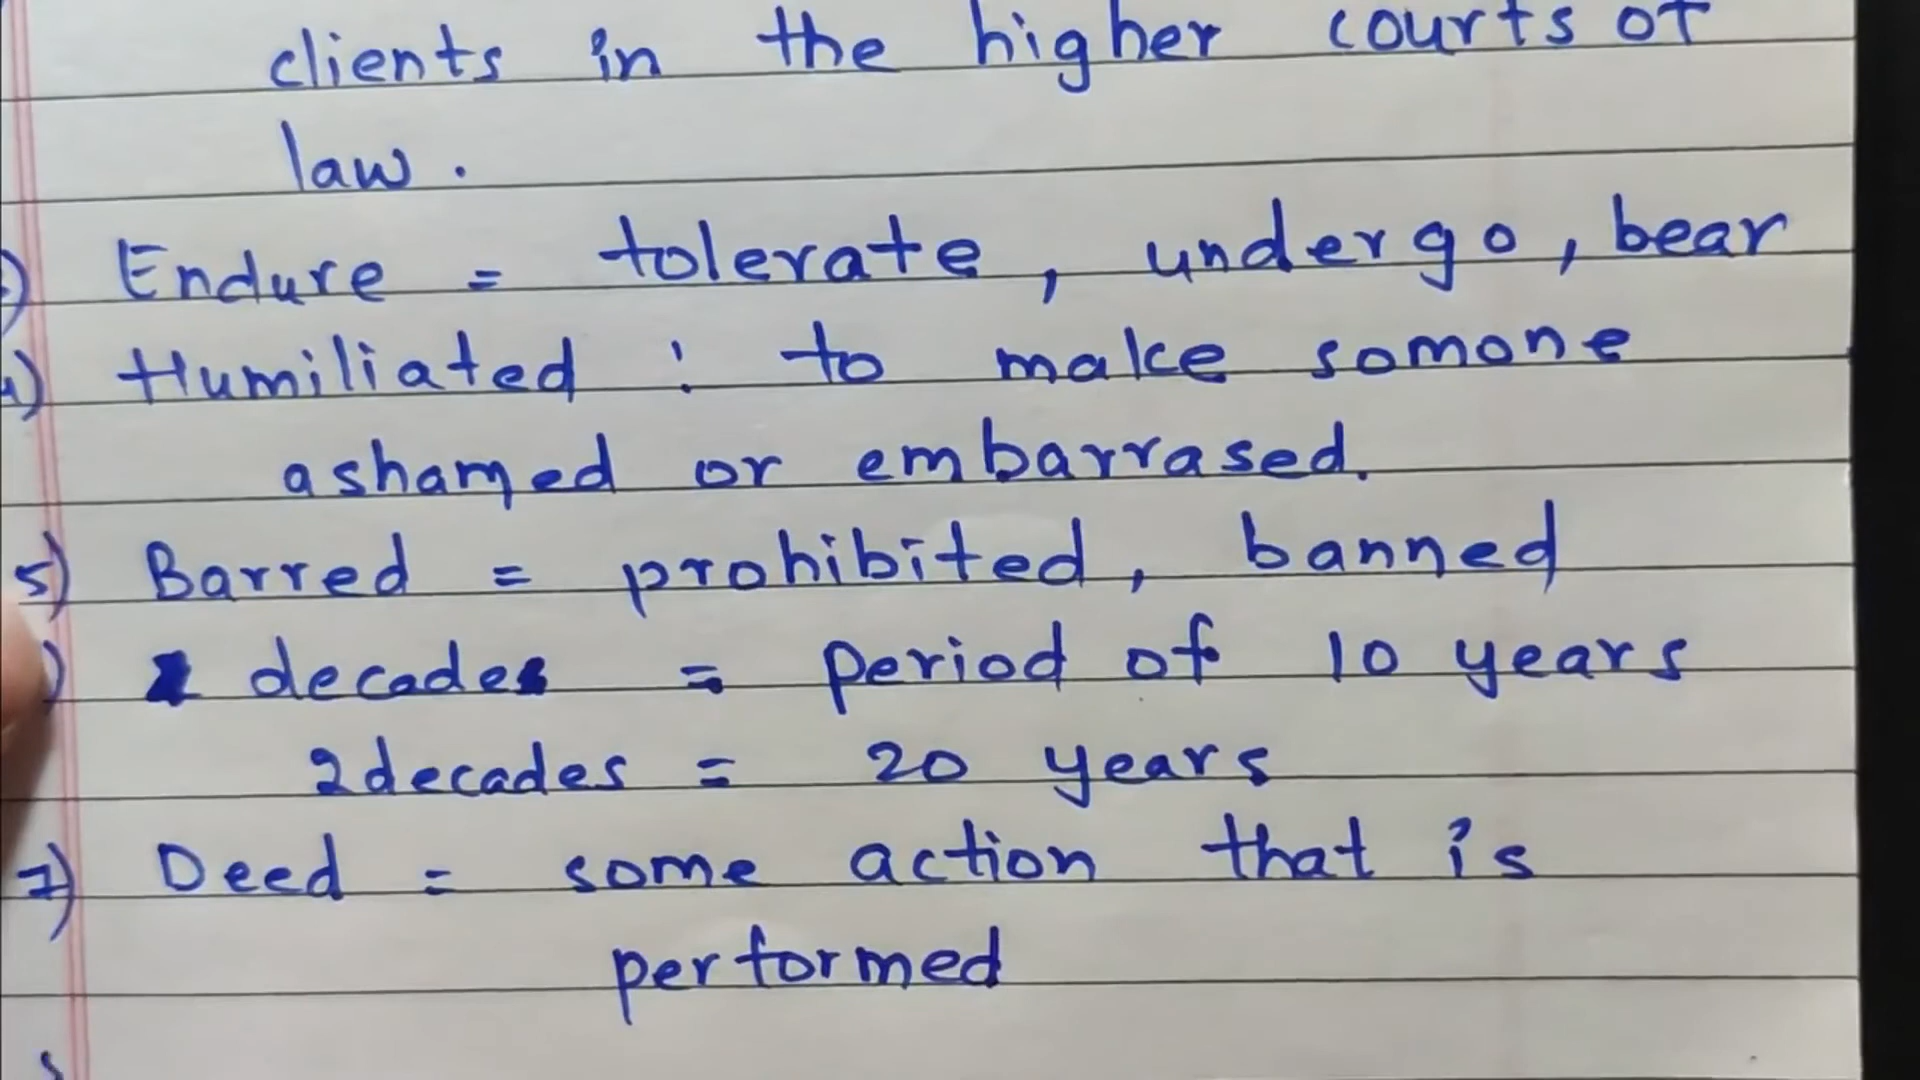 clients in the higher courts of
law.
Endure = tolerate, undergo, bear
Humiliated : to make somone
ashamed or embarrased.
5) Barred = prohibited, banned
) decades = period of 10 years
2decades = 20 years
7) Deed = some action that is
performed